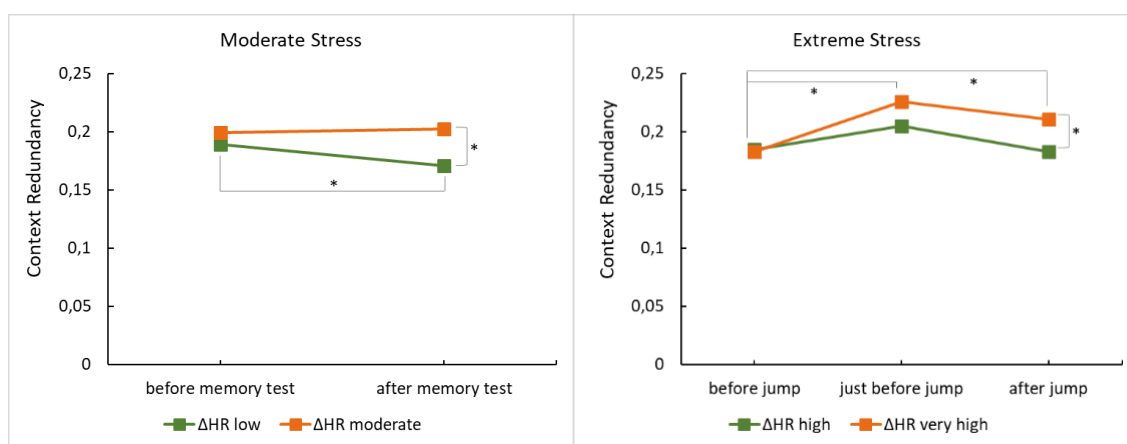 Moderate Stress
0,25
0,2
0,15
0,1
0,05
0
Context Redundancy
*
*
before memory test
after memory test
ΔHR low
ΔHR moderate
Extreme Stress
0,25
0,2
0,15
0,1
0,05
0
Context Redundancy
*
*
*
before jump
just before jump
after jump
ΔHR high
ΔHR very high